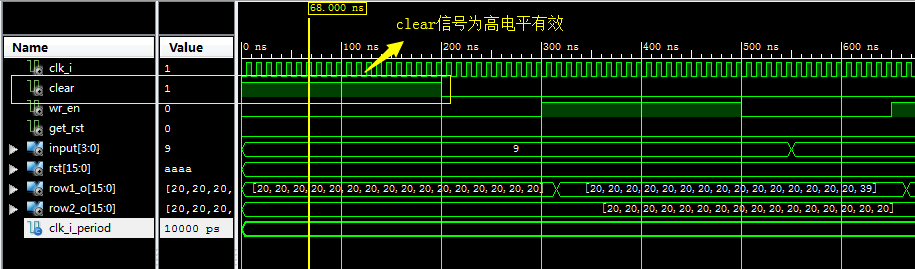 68.000 ns
clear信号为高电平有效
Name Value 0 ns 100 ns 200 ns 300 ns 400 ns 500 ns 600 ns
clk_i 1
clear 1
wr_en 0
get_rst 0
input[3:0] 9 9
rst[15:0] aaaa
row1_o[15:0] [20,20,20, [20,20,20,20,20,20,20,20,20,20,20,20,20,20,20,20] [20,20,20,20,20,20,20,20,20,20,20,20,20,20,20,39]
row2_o[15:0] [20,20,20, [20,20,20,20,20,20,20,20,20,20,20,20,20,20,20,20]
clk_i_period 10000 ps